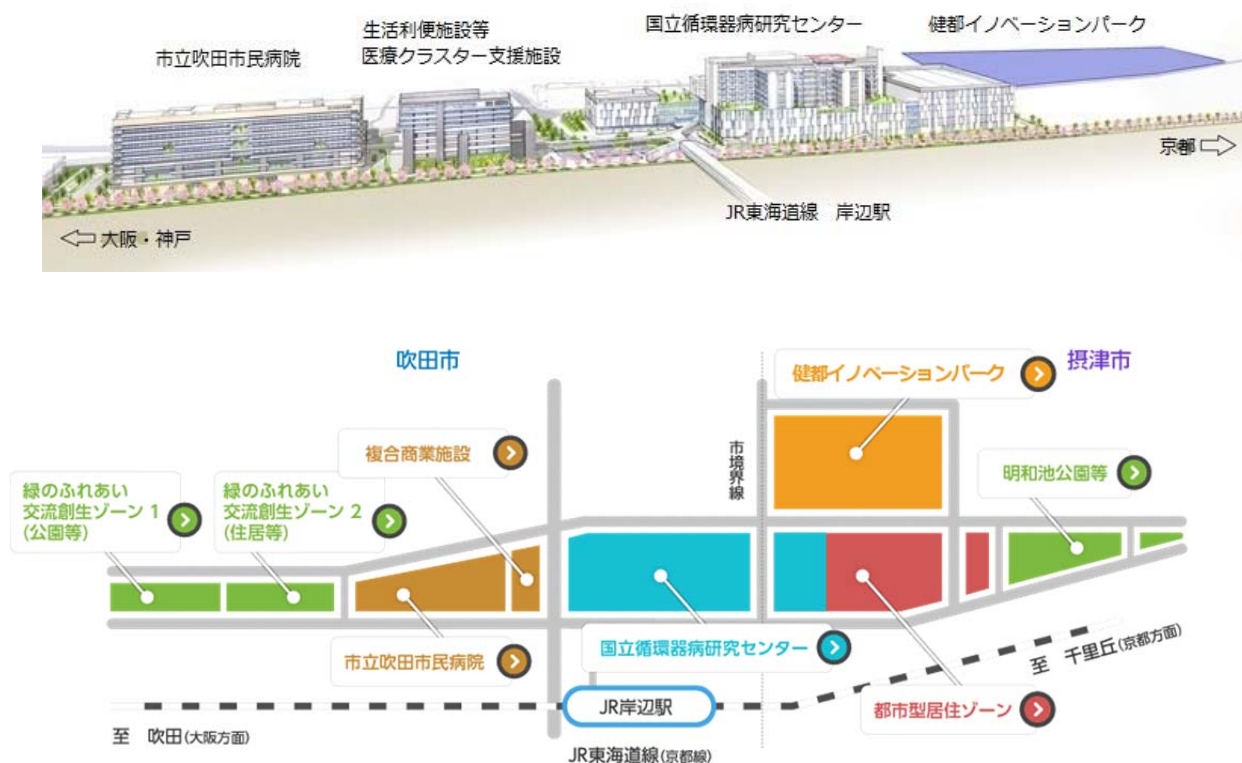 市立吹田市民病院
生活利便施設等
医療クラスター支援施設
国立循環器病研究センター
健都イノベーションパーク
京都
JR東海道線 岸辺駅
大阪・神戸
吹田市
健都イノベーションパーク
摂津市
複合商業施設
市境界線
明和池公園等
緑のふれあい
交流創生ゾーン 1
(公園等)
緑のふれあい
交流創生ゾーン 2
(住居等)
市立吹田市民病院
国立循環器病研究センター
至 千里丘(京都方面)
JR岸辺駅
都市型居住ゾーン
至 吹田(大阪方面)
JR東海道線(京都線)